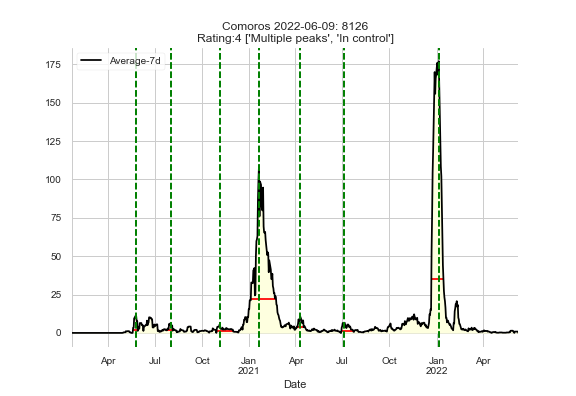 Comoros 2022-06-09: 8126
Rating:4 ['Multiple peaks', 'In control']
Average-7d
175
150
125
100
75
50
25
0
Apr Jul Oct Jan Apr Jul Oct Jan Apr
2021 2022
Date